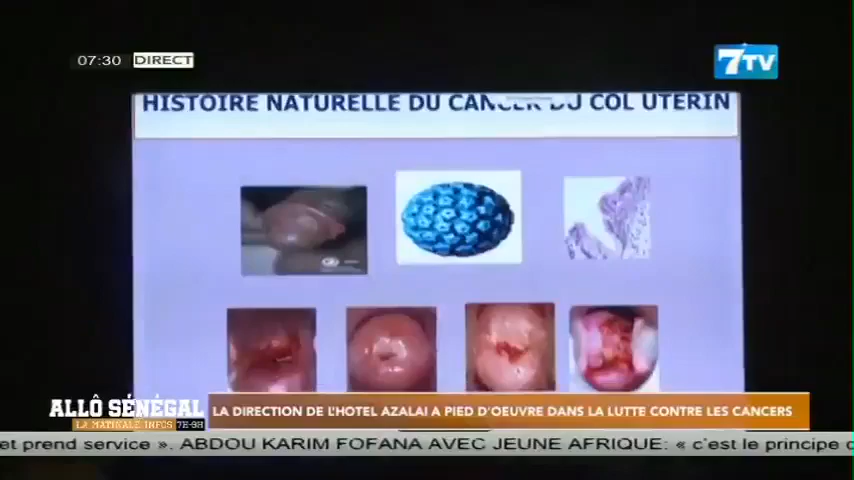 07:30 DIRECT
7TV
HISTOIRE NATURELLE DU CANCER DU COL UTERIN
ALLÔ SÉNÉGAL
LA MATINALE INFOS 7H-9H
LA DIRECTION DE L'HOTEL AZALAI A PIED D'OEUVRE DANS LA LUTTE CONTRE LES CANCERS
et prend service ». ABDOU KARIM FOFANA AVEC JEUNE AFRIQUE: « c'est le principe